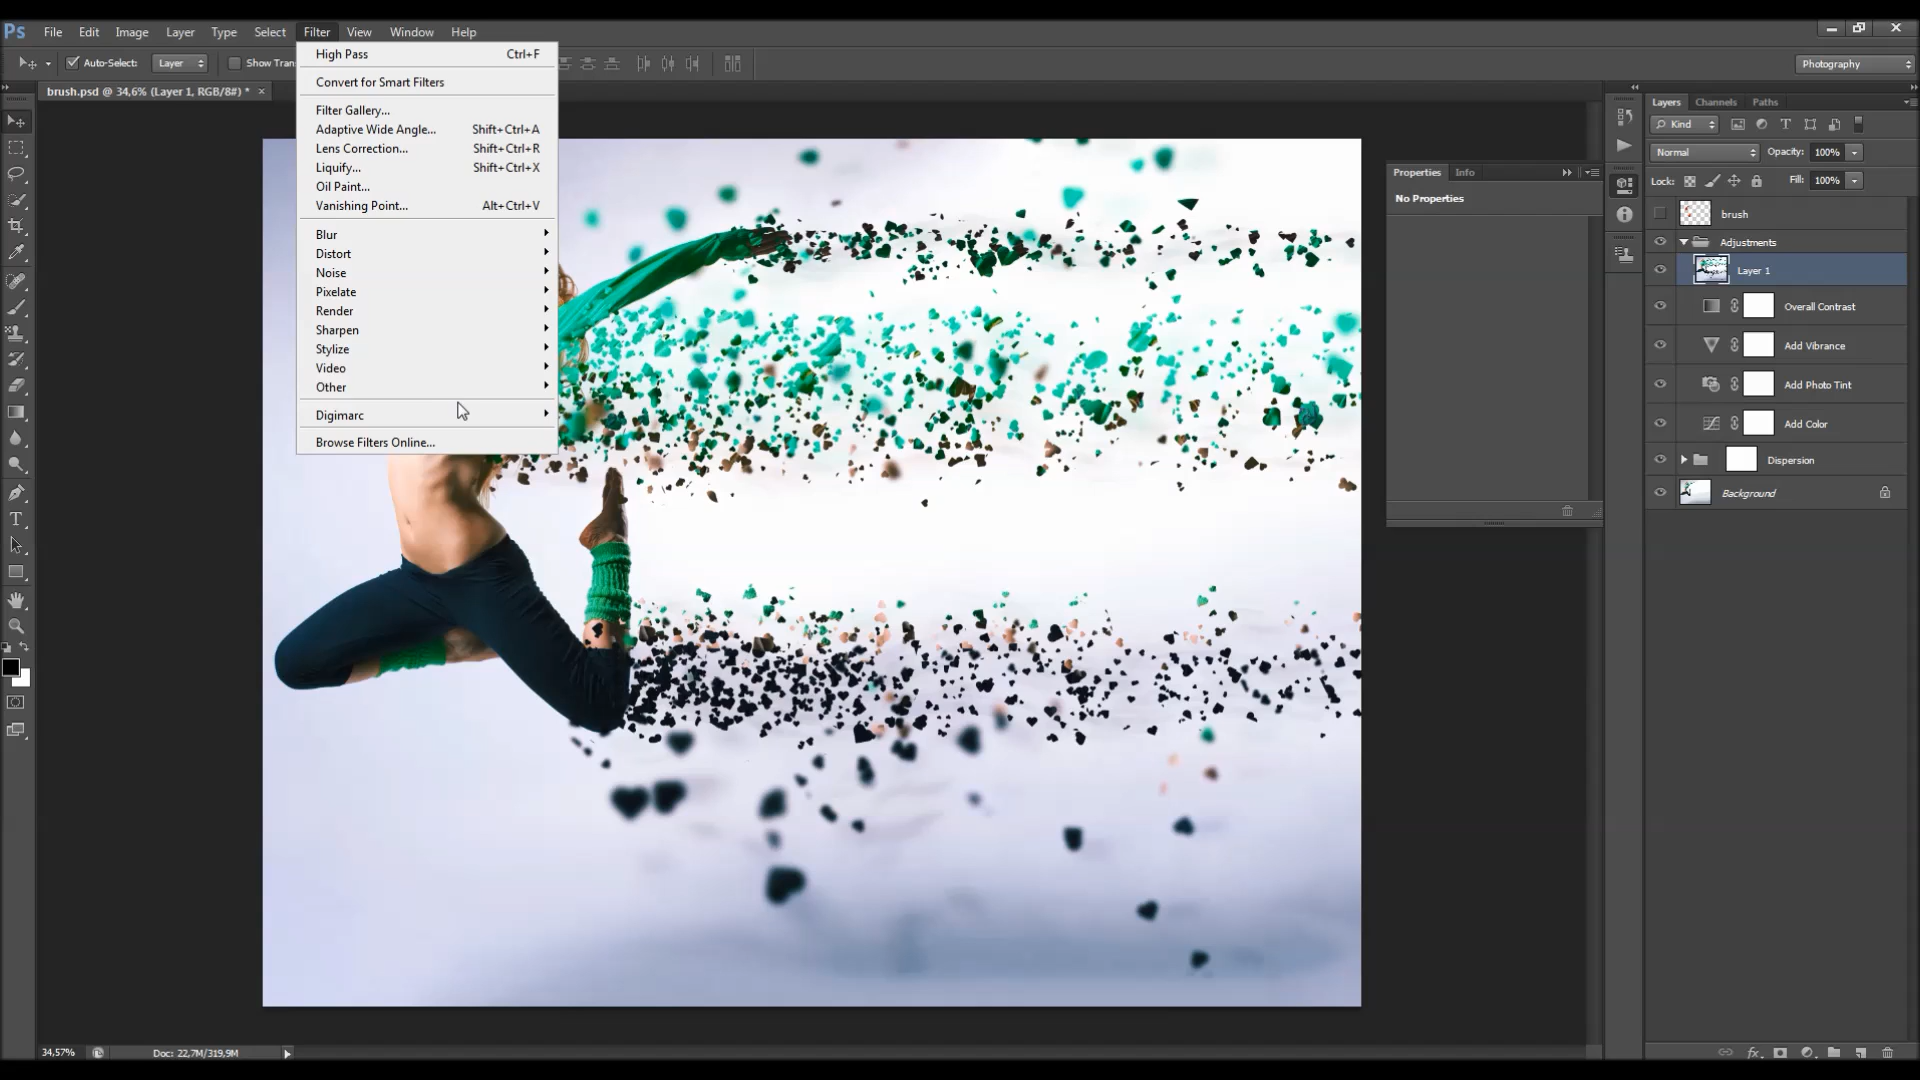 Ps File Edit Image Layer Type Select Filter View Window Help
Auto-Select: Layer Show Tran Photography
brush.psd @ 34,6% (Layer 1, RGB/8#) * ×
High Pass Ctrl+F
Convert for Smart Filters
Filter Gallery...
Adaptive Wide Angle... Shift+Ctrl+A
Lens Correction... Shift+Ctrl+R
Liquify... Shift+Ctrl+X
Oil Paint...
Vanishing Point... Alt+Ctrl+V
Blur
Distort
Noise
Pixelate
Render
Sharpen
Stylize
Video
Other
Digimarc
Browse Filters Online...
Properties Info
No Properties
Layers Channels Paths
Kind
Normal Opacity: 100%
Lock: Fill: 100%
brush
Adjustments
Layer 1
Overall Contrast
Add Vibrance
Add Photo Tint
Add Color
Dispersion
Background
34,57% Doc: 22,7M/319,9M